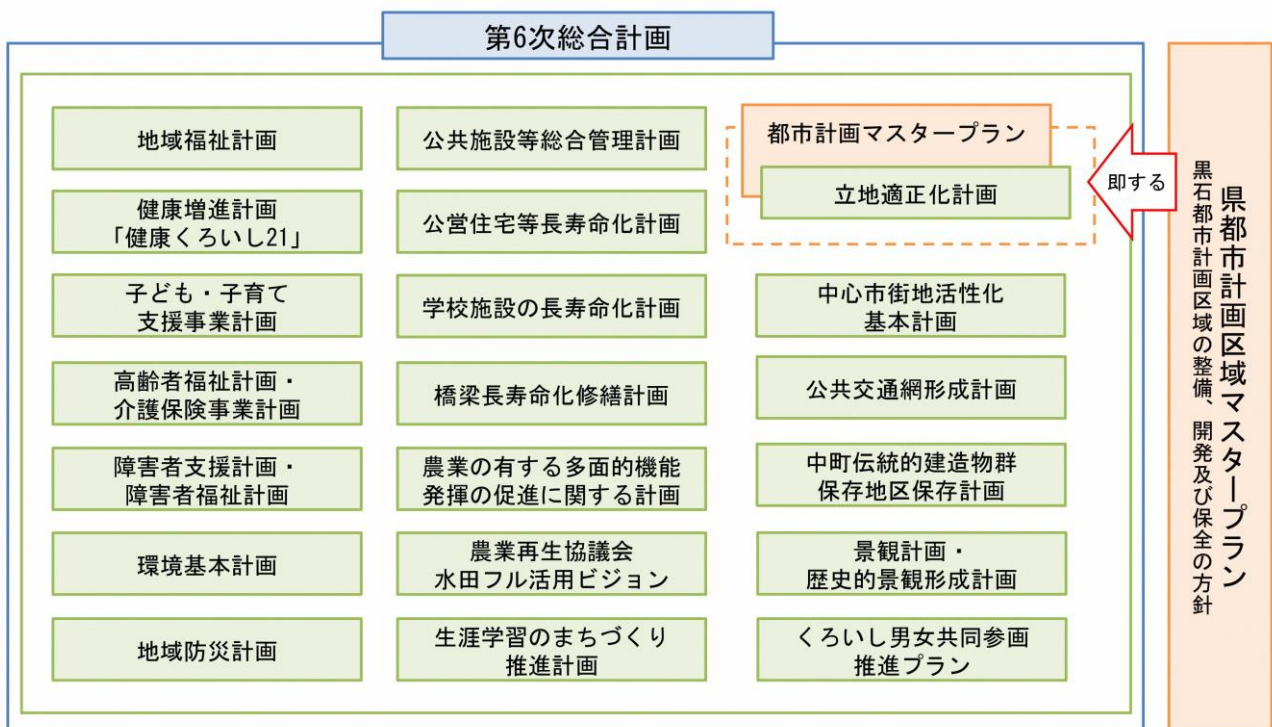 第6次総合計画
地域福祉計画
健康増進計画
「健康くろいし21」
子ども・子育て
支援事業計画
高齢者福祉計画・
介護保険事業計画
障害者支援計画・
障害者福祉計画
環境基本計画
地域防災計画
公共施設等総合管理計画
公営住宅等長寿命化計画
学校施設の長寿命化計画
橋梁長寿命化修繕計画
農業の有する多面的機能
発揮の促進に関する計画
農業再生協議会
水田フル活用ビジョン
生涯学習のまちづくり
推進計画
都市計画マスタープラン
立地適正化計画
中心市街地活性化
基本計画
公共交通網形成計画
中町伝統的建造物群
保存地区保存計画
景観計画・
歴史的景観形成計画
くろいし男女共同参画
推進プラン
即する
県都市計画区域マスタープラン
黒石都市計画区域の整備、開発及び保全の方針